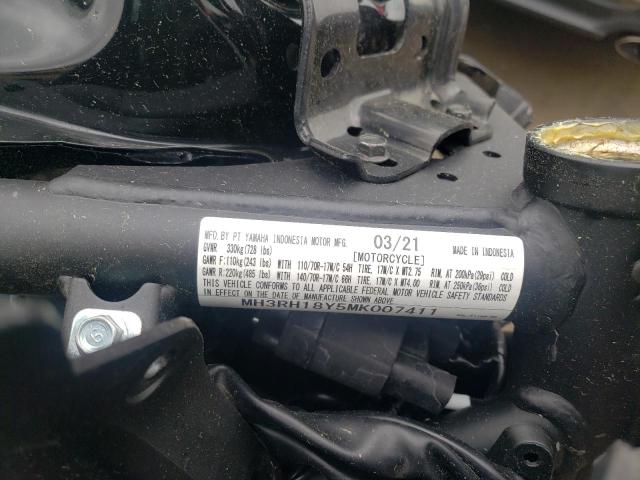 MFD. BY PT YAMAHA INDONESIA MOTOR MFG. 03/21 MADE IN INDONESIA
GVWR 330kg(728 lbs) [MOTORCYCLE]
GAWR F:110kg(243 lbs) WITH 110/70R-17M/C 54H TIRE, 17M/C X MT2.75 RIM. AT 200kPa(29psi) COLD
GAWR R:220kg(485 lbs) WITH 140/70R-17M/C 66H TIRE, 17M/C X MT4.00 RIM. AT 250kPa(36psi) COLD
THIS VEHICLE CONFORMS TO ALL APPLICABLE FEDERAL MOTOR VEHICLE SAFETY STANDARDS
IN EFFECT ON THE DATE OF MANUFACTURE SHOWN ABOVE.
MH3RH18Y5MK007411